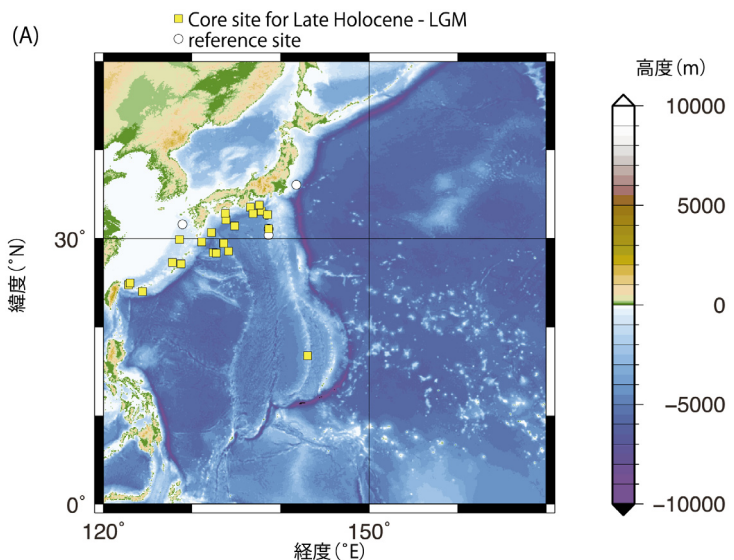 (A)
Core site for Late Holocene - LGM
reference site
高度(m)
10000
5000
0
−5000
−10000
緯度(°N)
30°
0°
120°
150°
経度(°E)